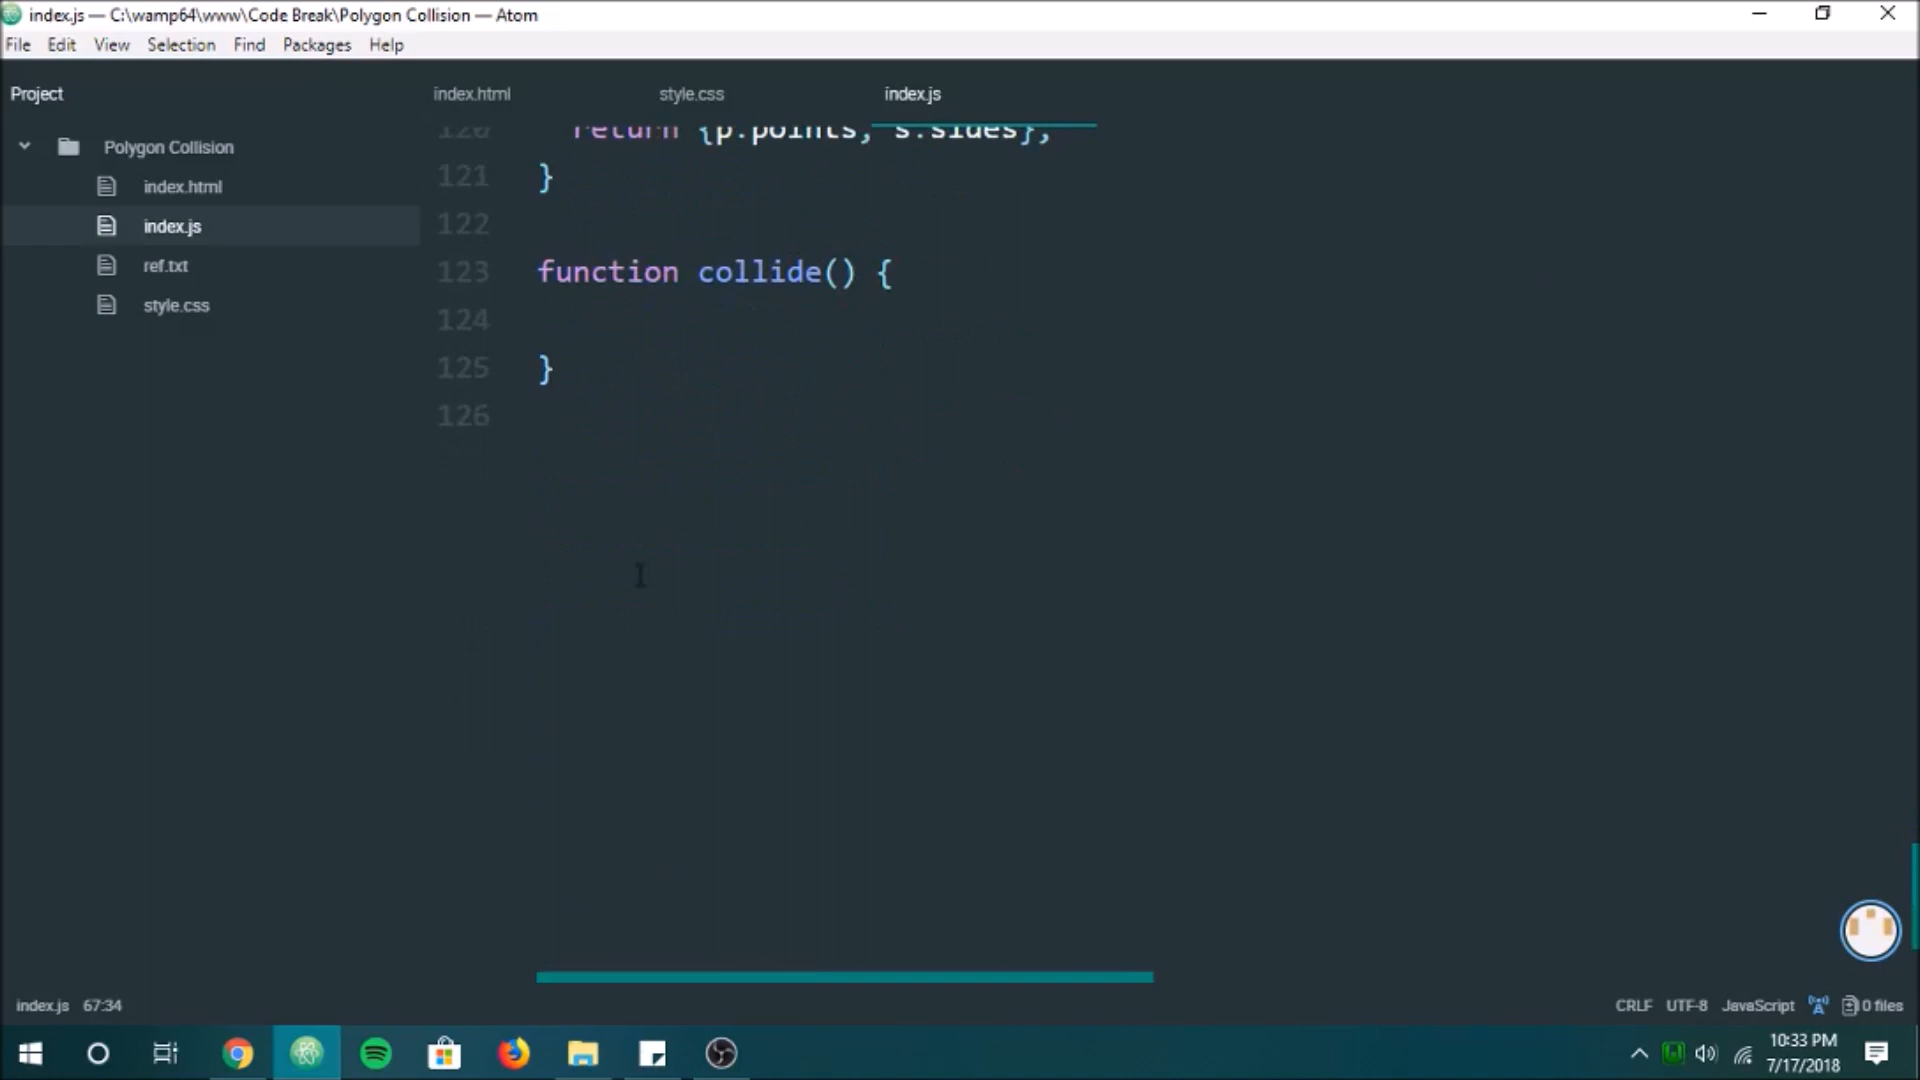 index.js — C:\wamp64\www\Code Break\Polygon Collision — Atom
File Edit View Selection Find Packages Help
Project
Polygon Collision
index.html
index.js
ref.txt
style.css
index.html style.css index.js
120 return {p.points, s.sides};
121 }
122
123 function collide() {
124
125 }
126
index.js 67:34
CRLF UTF-8 JavaScript 0 files
10:33 PM
7/17/2018